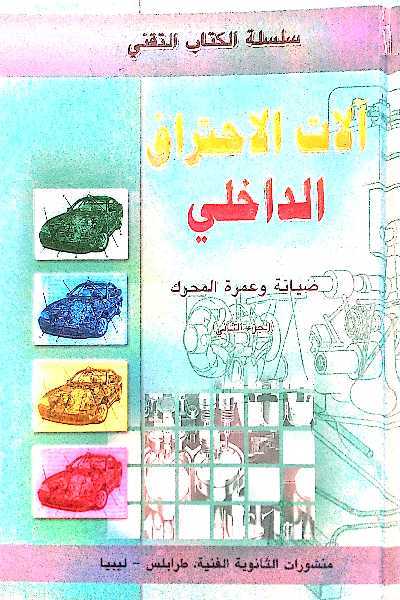 سلسلة الكتاب التقني
آلات الاحتراق
الداخلي
صيانة وعمرة المحرك
(الجزء الثاني)
منشورات الثانوية الفنية، طرابلس - ليبيا